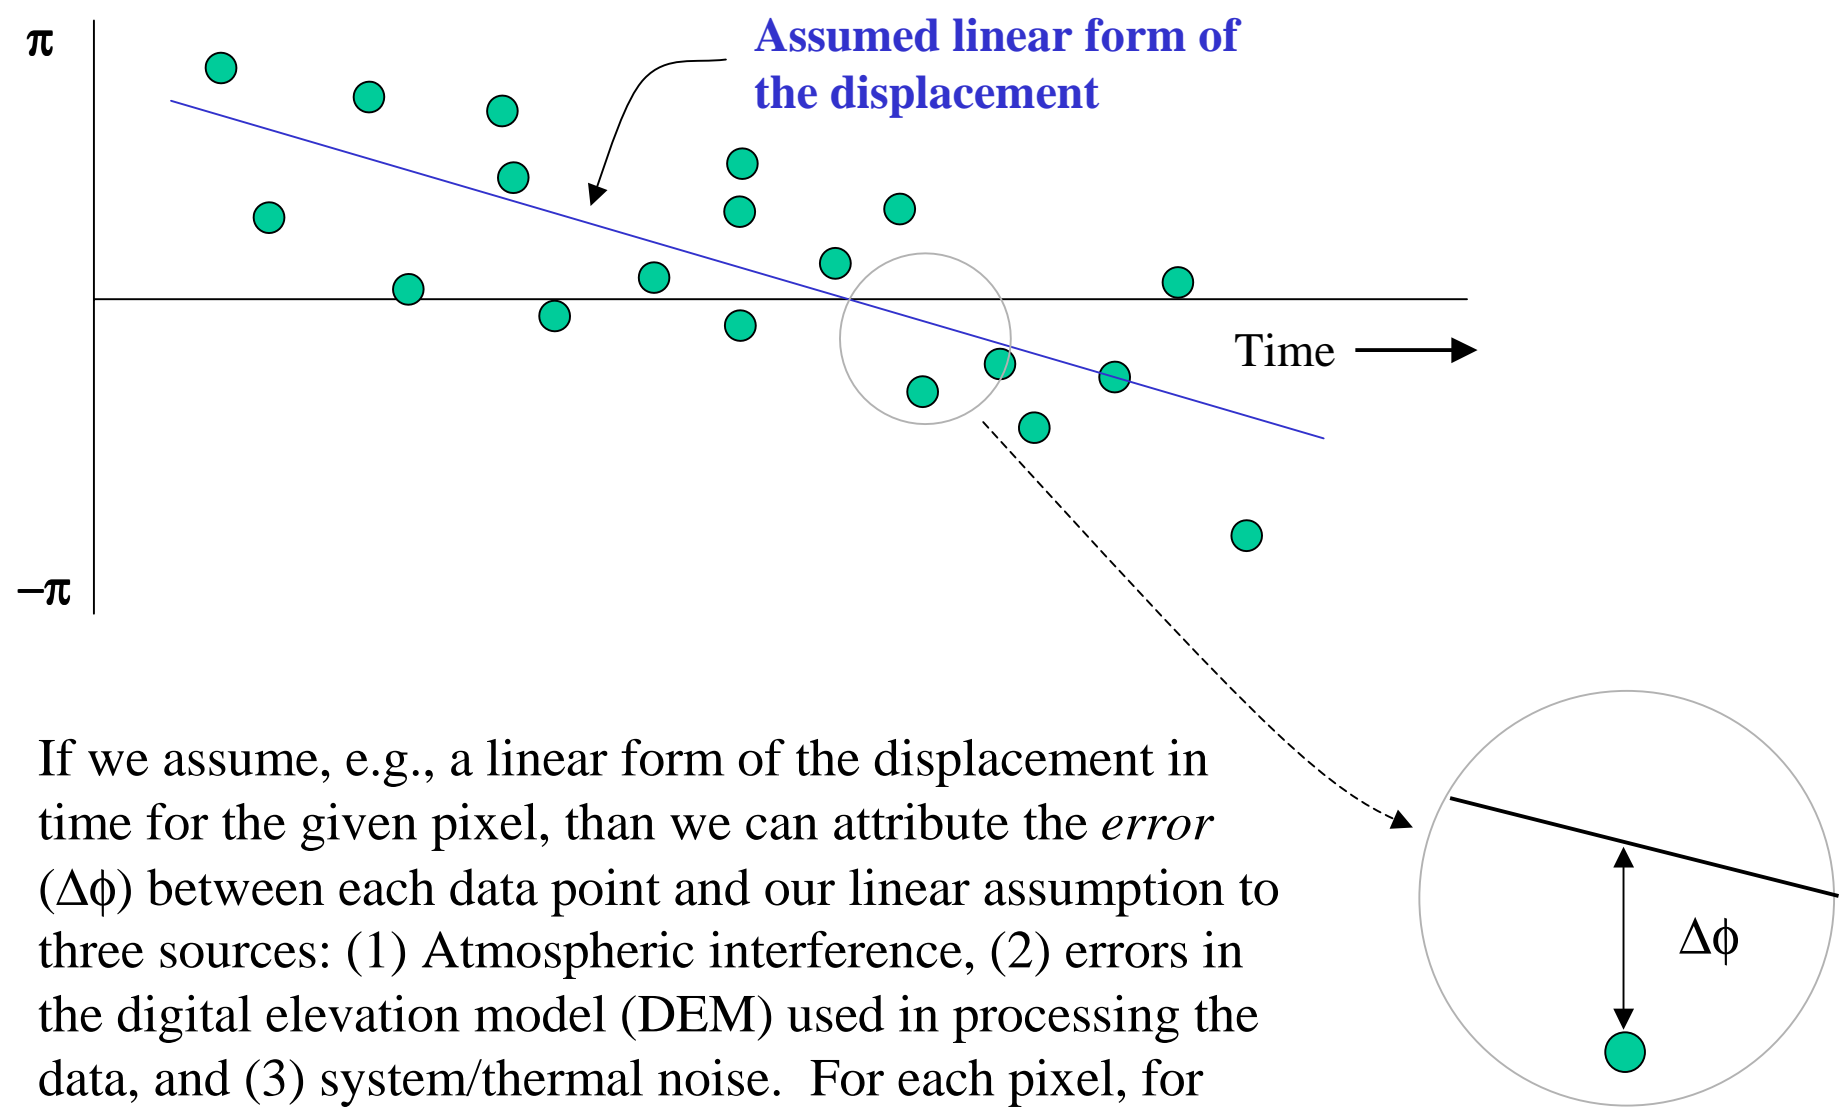 π
Assumed linear form of
the displacement
Time
−π
If we assume, e.g., a linear form of the displacement in
time for the given pixel, than we can attribute the error
(Δϕ) between each data point and our linear assumption to
three sources: (1) Atmospheric interference, (2) errors in
the digital elevation model (DEM) used in processing the
data, and (3) system/thermal noise.  For each pixel, for
Δϕ